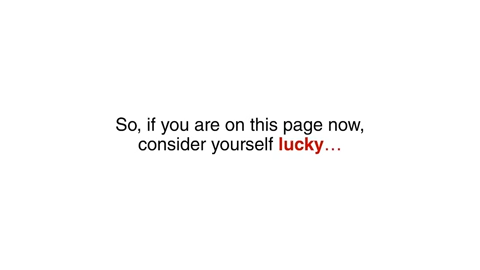 So, if you are on this page now,
consider yourself lucky…